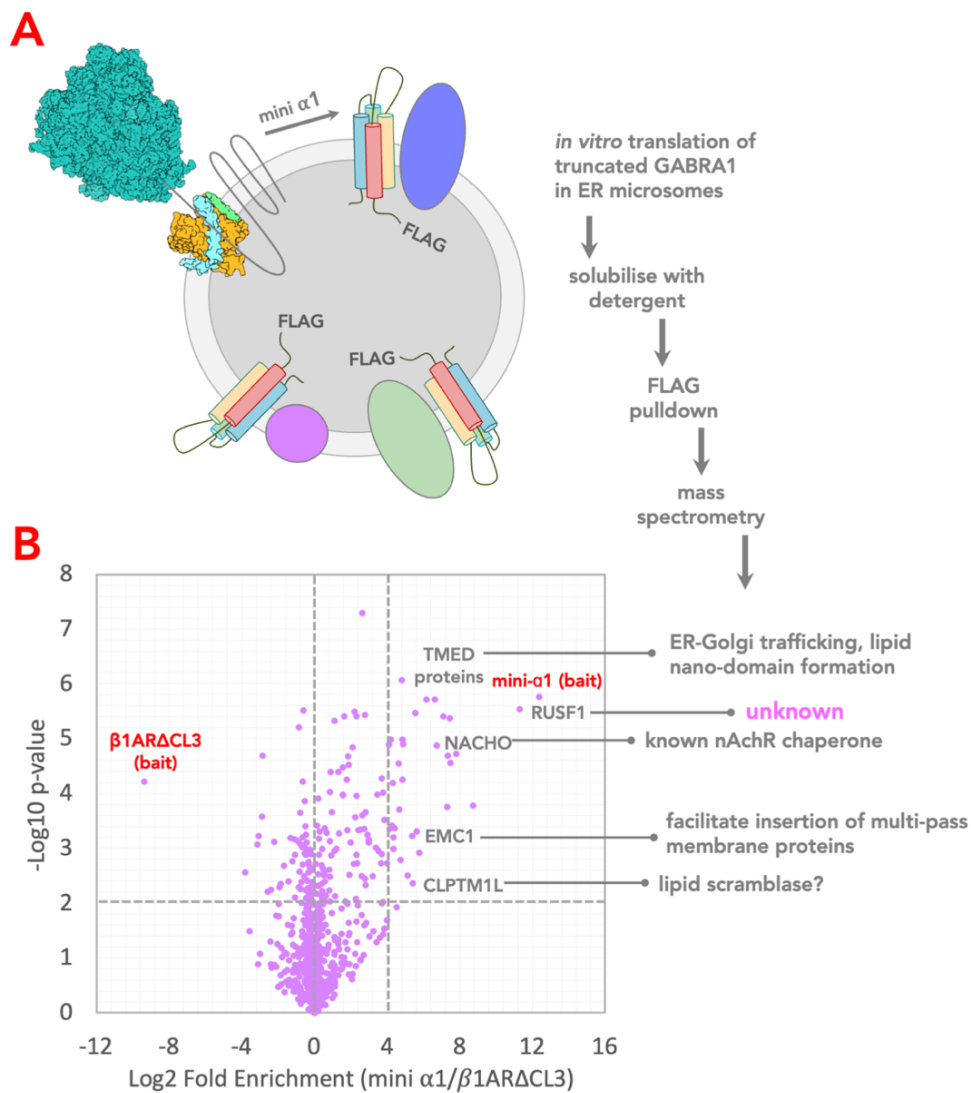 A
mini α1
FLAG
FLAG
FLAG
in vitro translation of
truncated GABRA1
in ER microsomes
solubilise with
detergent
FLAG
pulldown
mass
spectrometry
B
8
7
6
5
4
3
2
1
0
-Log10 p-value
-12
-8
-4
0
4
8
12
16
Log2 Fold Enrichment (mini α1/β1ARΔCL3)
β1ARΔCL3
(bait)
TMED
proteins
mini-α1 (bait)
RUSF1
NACHO
EMC1
CLPTM1L
ER-Golgi trafficking, lipid
nano-domain formation
unknown
known nAchR chaperone
facilitate insertion of multi-pass
membrane proteins
lipid scramblase?